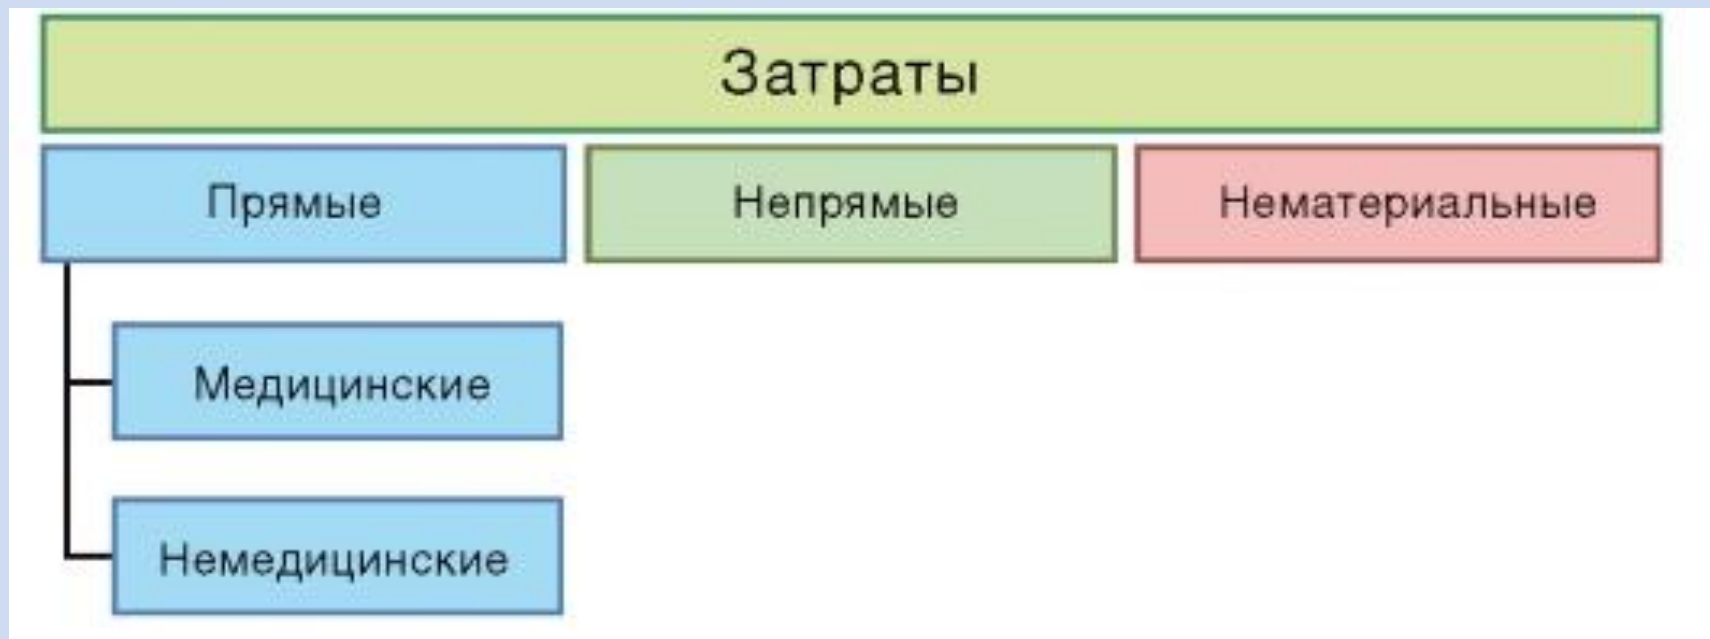 Затраты
Прямые
Непрямые
Нематериальные
Медицинские
Немедицинские